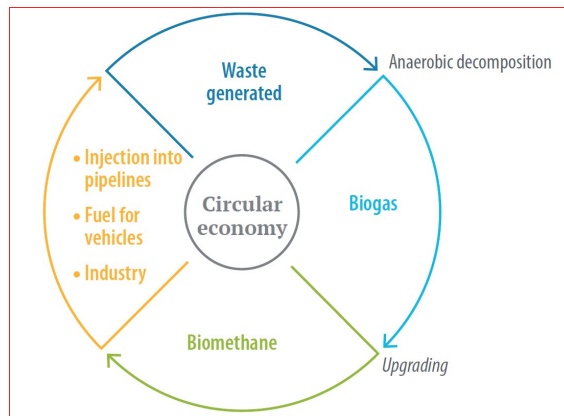 Waste
generated
Anaerobic decomposition
• Injection into
pipelines
• Fuel for
vehicles
• Industry
Circular
economy
Biogas
Biomethane
Upgrading